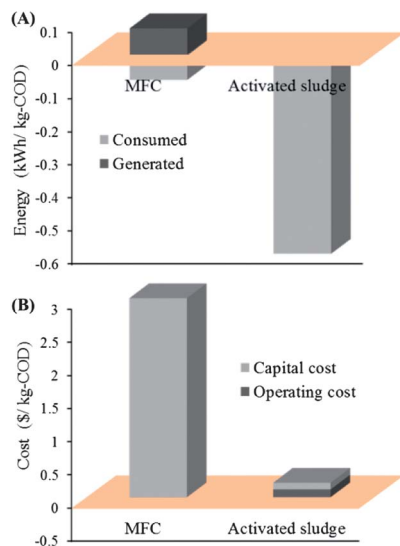 (A)
0.1
0
-0.1
-0.2
-0.3
-0.4
-0.5
-0.6
Energy (kWh/ kg-COD)
MFC
Activated sludge
Consumed
Generated
(B)
3
2.5
2
1.5
1
0.5
0
-0.5
Cost ($/ kg-COD)
Capital cost
Operating cost
MFC
Activated sludge